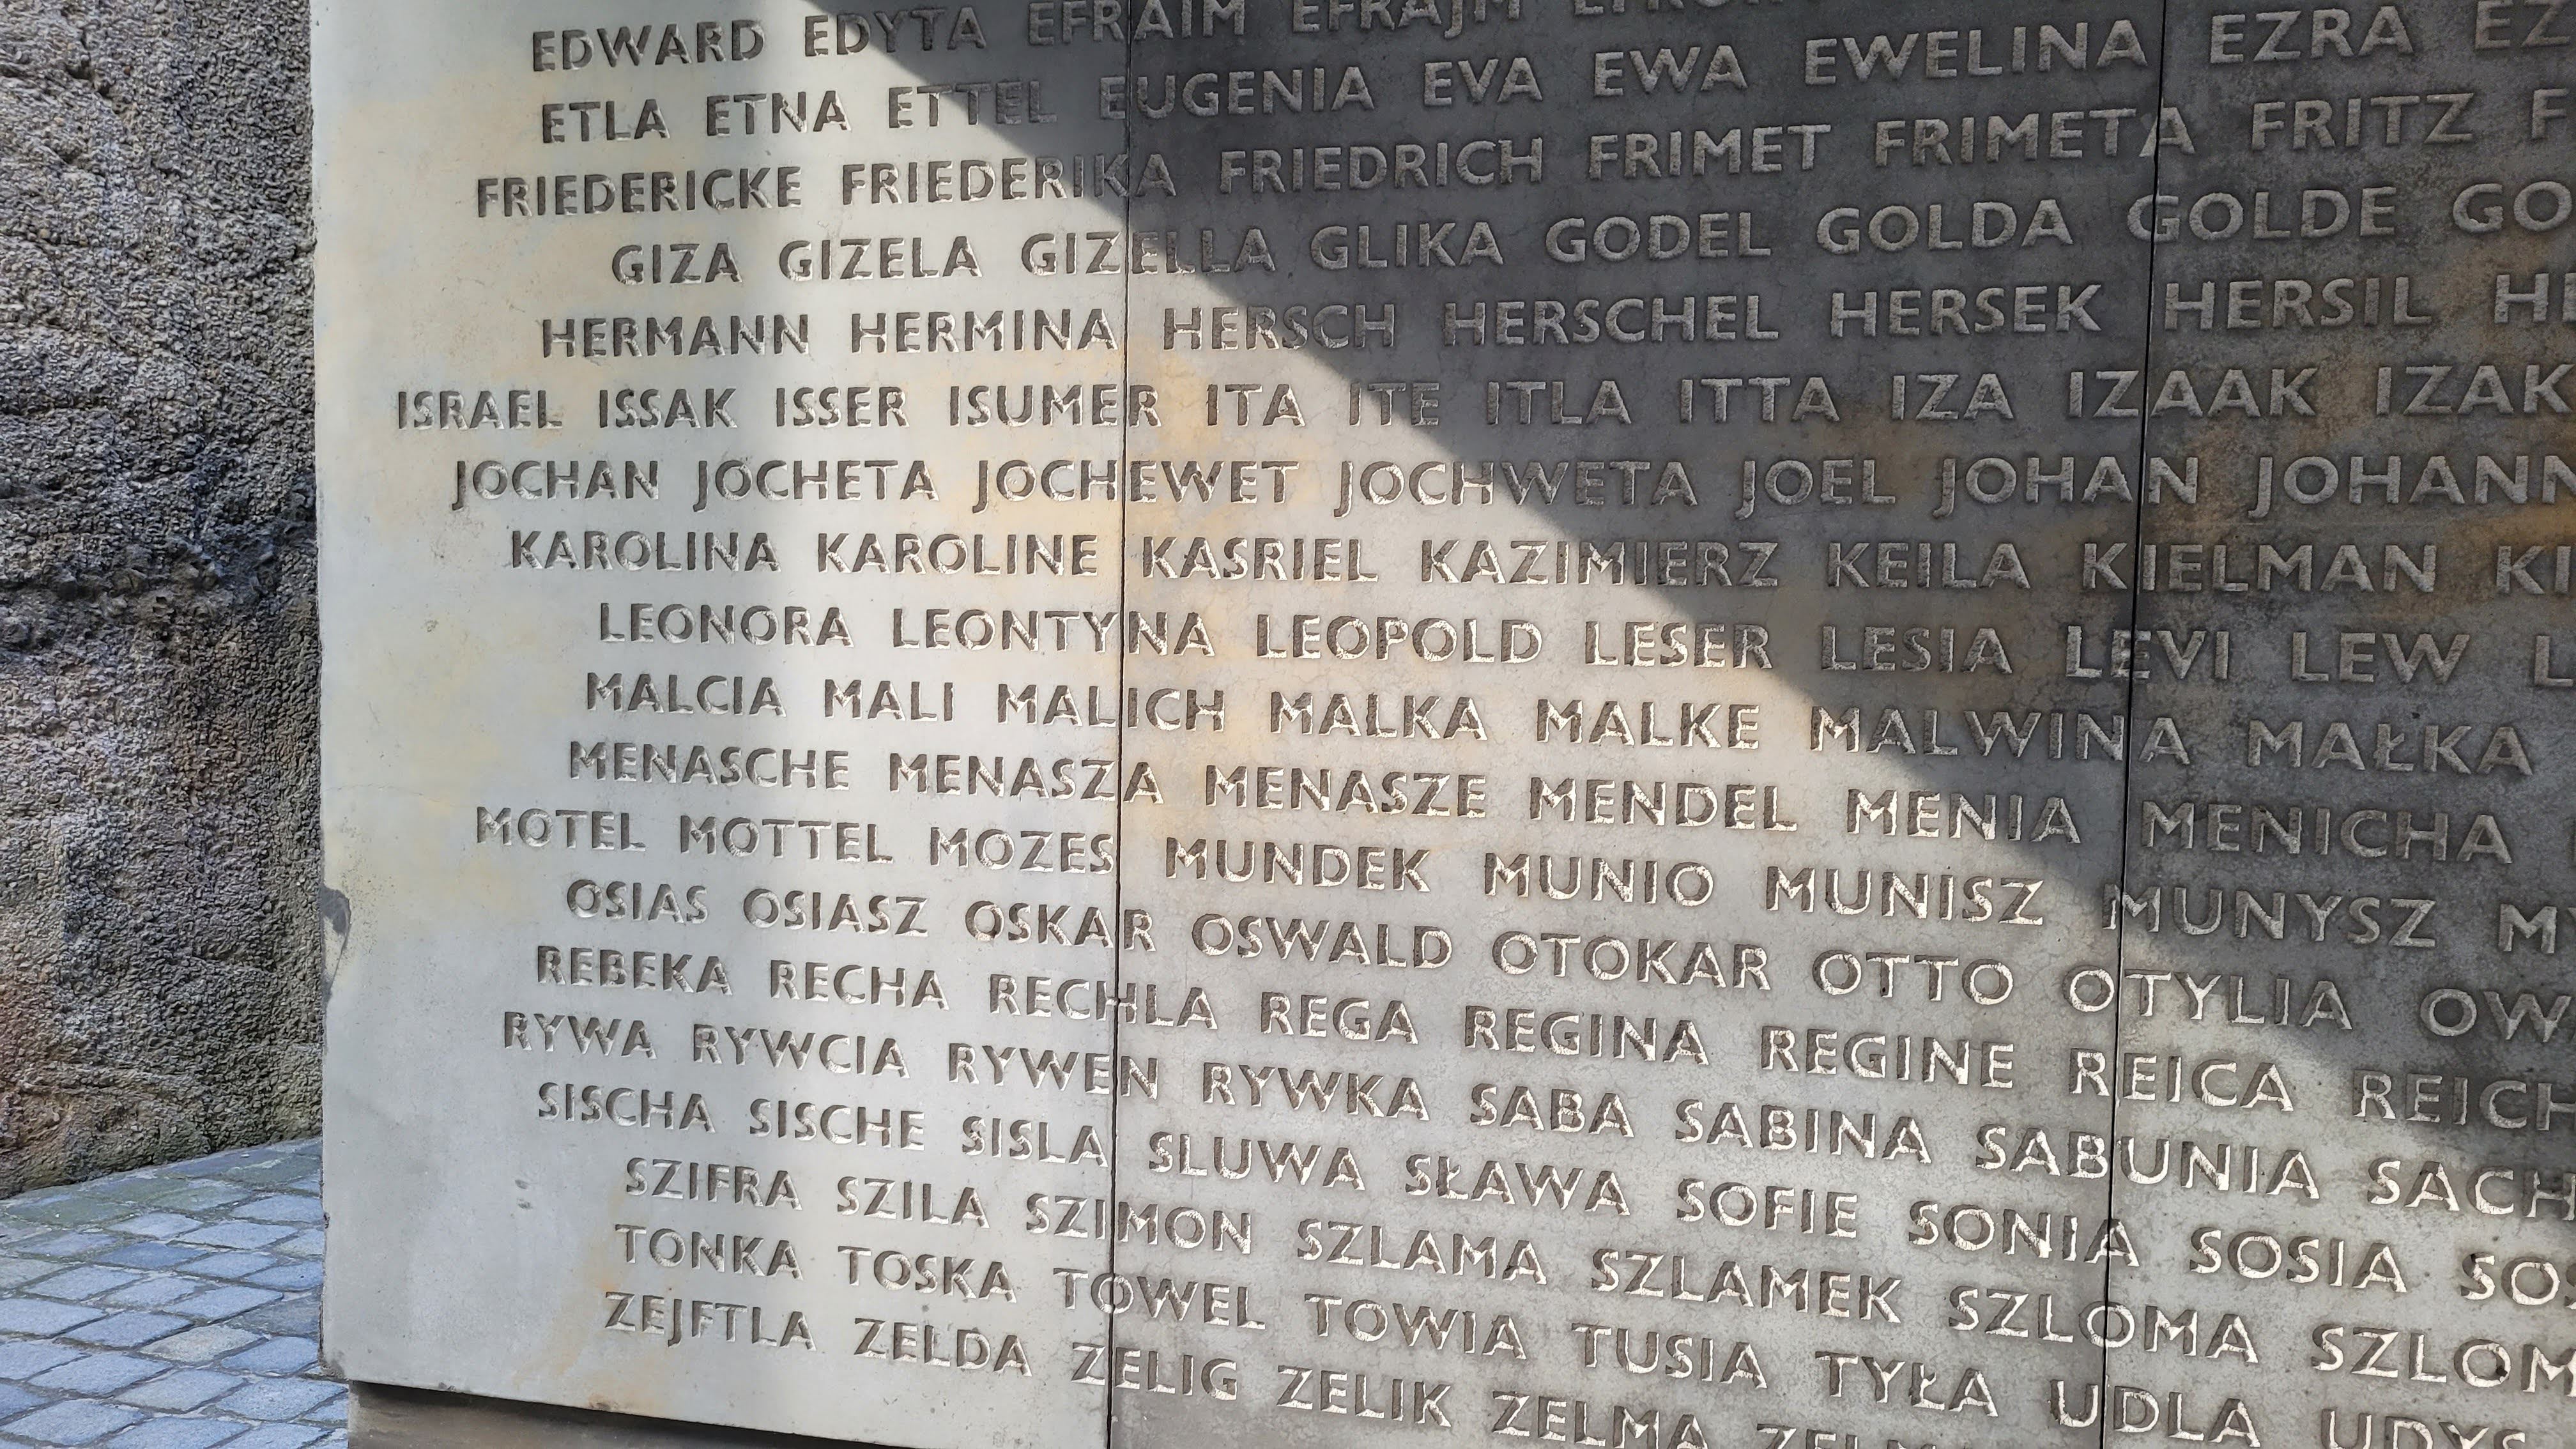 EDWARD EDYTA EFRAIM EFRAJM
ETLA ETNA ETTEL EUGENIA EVA EWA EWELINA EZRA
FRIEDERICKE FRIEDERIKA FRIEDRICH FRIMET FRIMETA FRITZ
GIZA GIZELA GIZELLA GLIKA GODEL GOLDA GOLDE
HERMANN HERMINA HERSCH HERSCHEL HERSEK HERSIL
ISRAEL ISSAK ISSER ISUMER ITA ITE ITLA ITTA IZA IZAAK IZAK
JOCHAN JOCHETA JOCHEWET JOCHWETA JOEL JOHAN JOHANN
KAROLINA KAROLINE KASRIEL KAZIMIERZ KEILA KIELMAN
LEONORA LEONTYNA LEOPOLD LESER LESIA LEVI LEW
MALCIA MALI MALICH MALKA MALKE MALWINA MAŁKA
MENASCHE MENASZA MENASZE MENDEL MENIA MENICHA
MOTEL MOTTEL MOZES MUNDEK MUNIO MUNISZ MUNYSZ
OSIAS OSIASZ OSKAR OSWALD OTOKAR OTTO OTYLIA
REBEKA RECHA RECHLA REGA REGINA REGINE REICA REICH
RYWA RYWCIA RYWEN RYWKA SABA SABINA SABUNIA SACH
SISCHA SISCHE SISLA SLUWA SŁAWA SOFIE SONIA SOSIA
SZIFRA SZILA SZIMON SZLAMA SZLAMEK SZLOMA SZLOM
TONKA TOSKA TOWEL TOWIA TUSIA TYŁA UDLA
ZEJFTLA ZELDA ZELIG ZELIK ZELMA